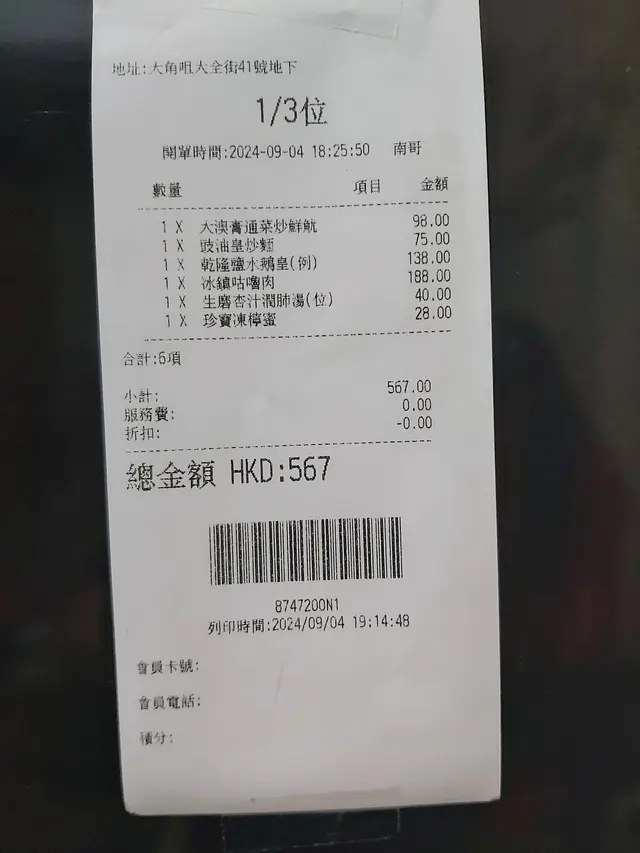 地址:大角咀大全街41號地下
1/3位
開單時間:2024-09-04 18:25:50 南哥
數量 項目 金額
1 X 大澳膏通菜炒鮮魷 98.00
1 X 豉油皇炒麵 75.00
1 X 乾隆鹽水鵝皇(例) 138.00
1 X 冰鎮咕嚕肉 188.00
1 X 生磨杏汁潤肺湯(位) 40.00
1 X 珍寶凍檸蜜 28.00
合計:6項
小計: 567.00
服務費: 0.00
折扣: -0.00
總金額 HKD:567
8747200N1
列印時間:2024/09/04 19:14:48
會員卡號:
會員電話:
積分: